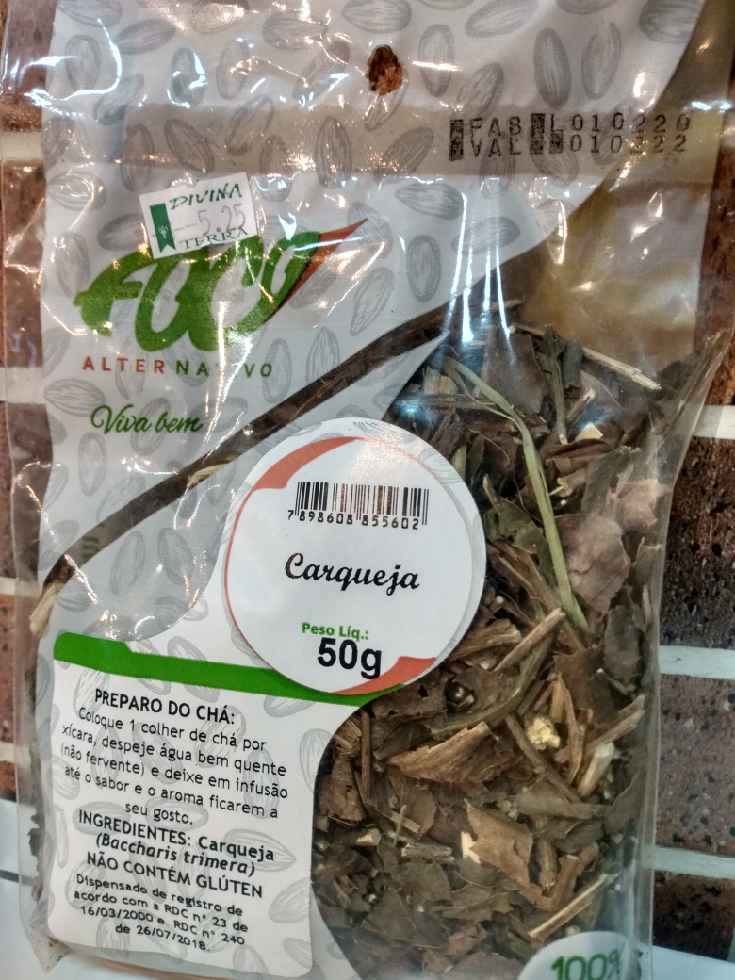 FAB L010220
VAL 010222
DIVINA
5,25
TERRA
FOCO
ALTERNATIVO
Viva bem
7898608 855602
Carqueja
Peso Líq.:
50g
PREPARO DO CHÁ:
Coloque 1 colher de chá por
xícara, despeje água bem quente
(não fervente) e deixe em infusão
até o sabor e o aroma ficarem a
seu gosto.
INGREDIENTES: Carqueja
(Baccharis trimera)
NÃO CONTÉM GLÚTEN
Dispensado de registro de
acordo com a RDC nº 23 de
16/03/2000 e RDC nº 240
de 26/07/2018.
100%